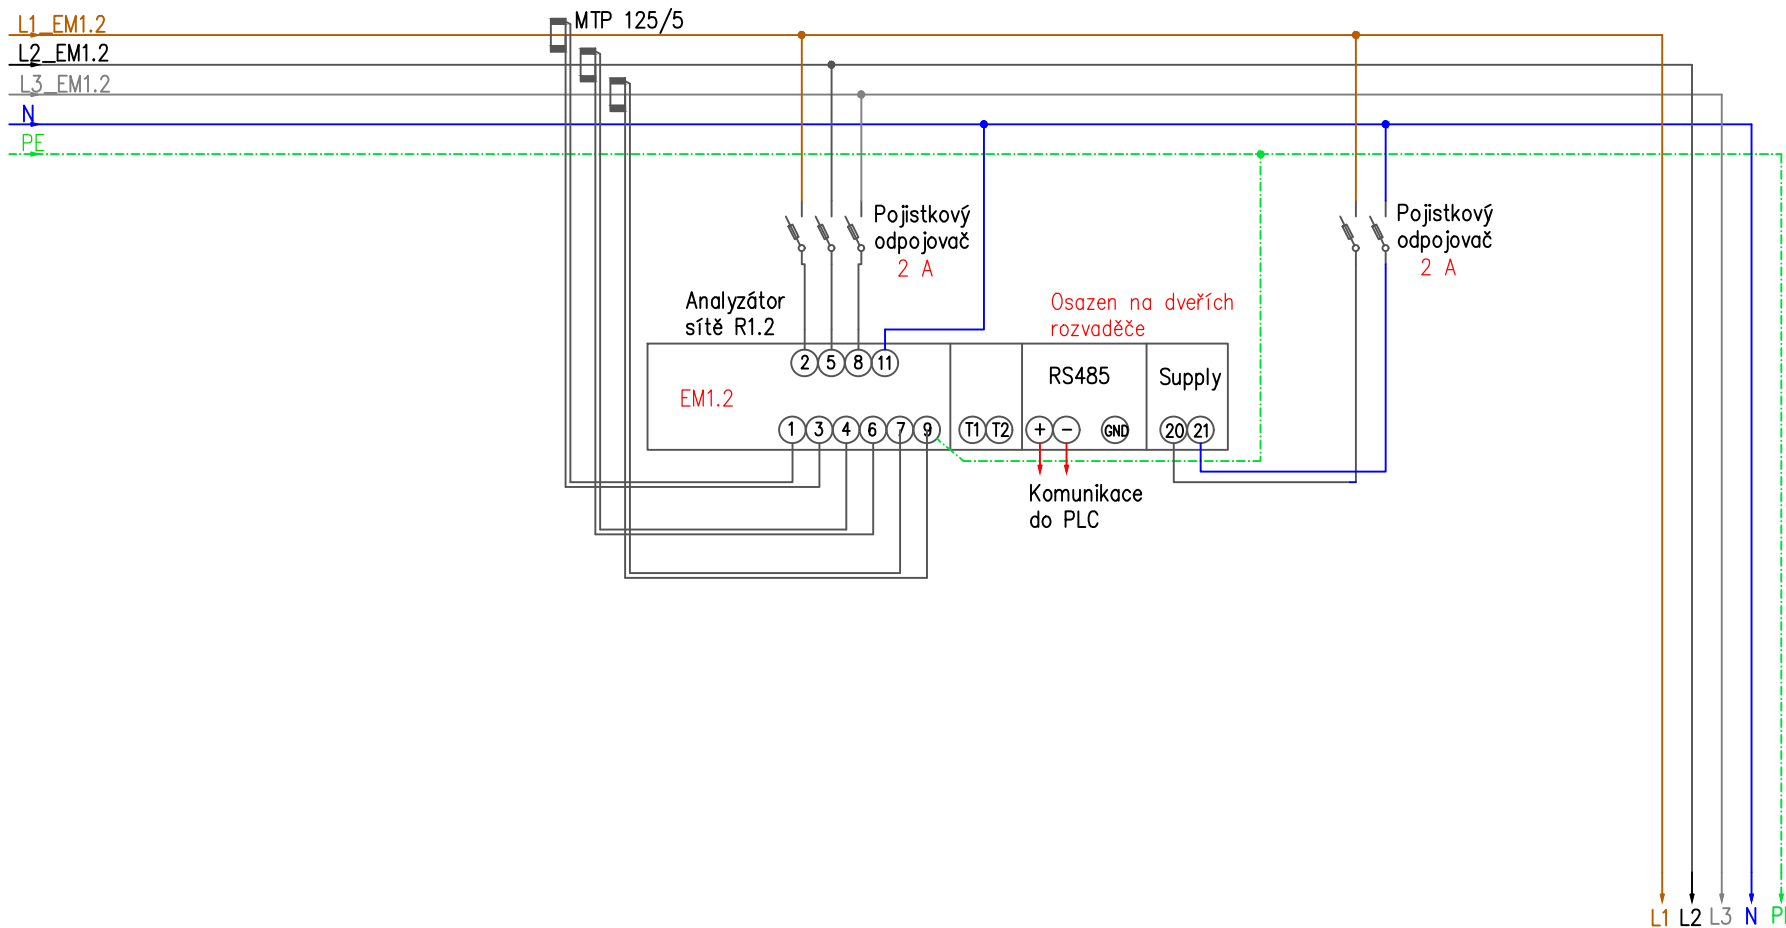 L1_EM1.2
MTP 125/5
L2_EM1.2
L3_EM1.2
N
PE
Pojistkový
odpojovač
2 A
Pojistkový
odpojovač
2 A
Analyzátor
sítě R1.2
Osazen na dveřích
rozvaděče
2 5 8 11
RS485
Supply
EM1.2
1 3 4 6 7 9 T1 T2 + - GND 20 21
Komunikace
do PLC
L1 L2 L3 N